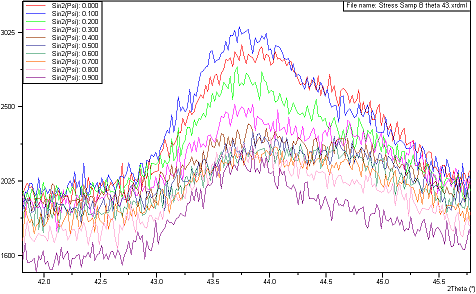 Sin2(Psi): 0.000
Sin2(Psi): 0.100
Sin2(Psi): 0.200
Sin2(Psi): 0.300
Sin2(Psi): 0.400
Sin2(Psi): 0.500
Sin2(Psi): 0.600
Sin2(Psi): 0.700
Sin2(Psi): 0.800
Sin2(Psi): 0.900
File name: Stress Samp B theta 43.xrdml
3025
2500
2025
1600
42.0 42.5 43.0 43.5 44.0 44.5 45.0 45.5
2Theta (°)